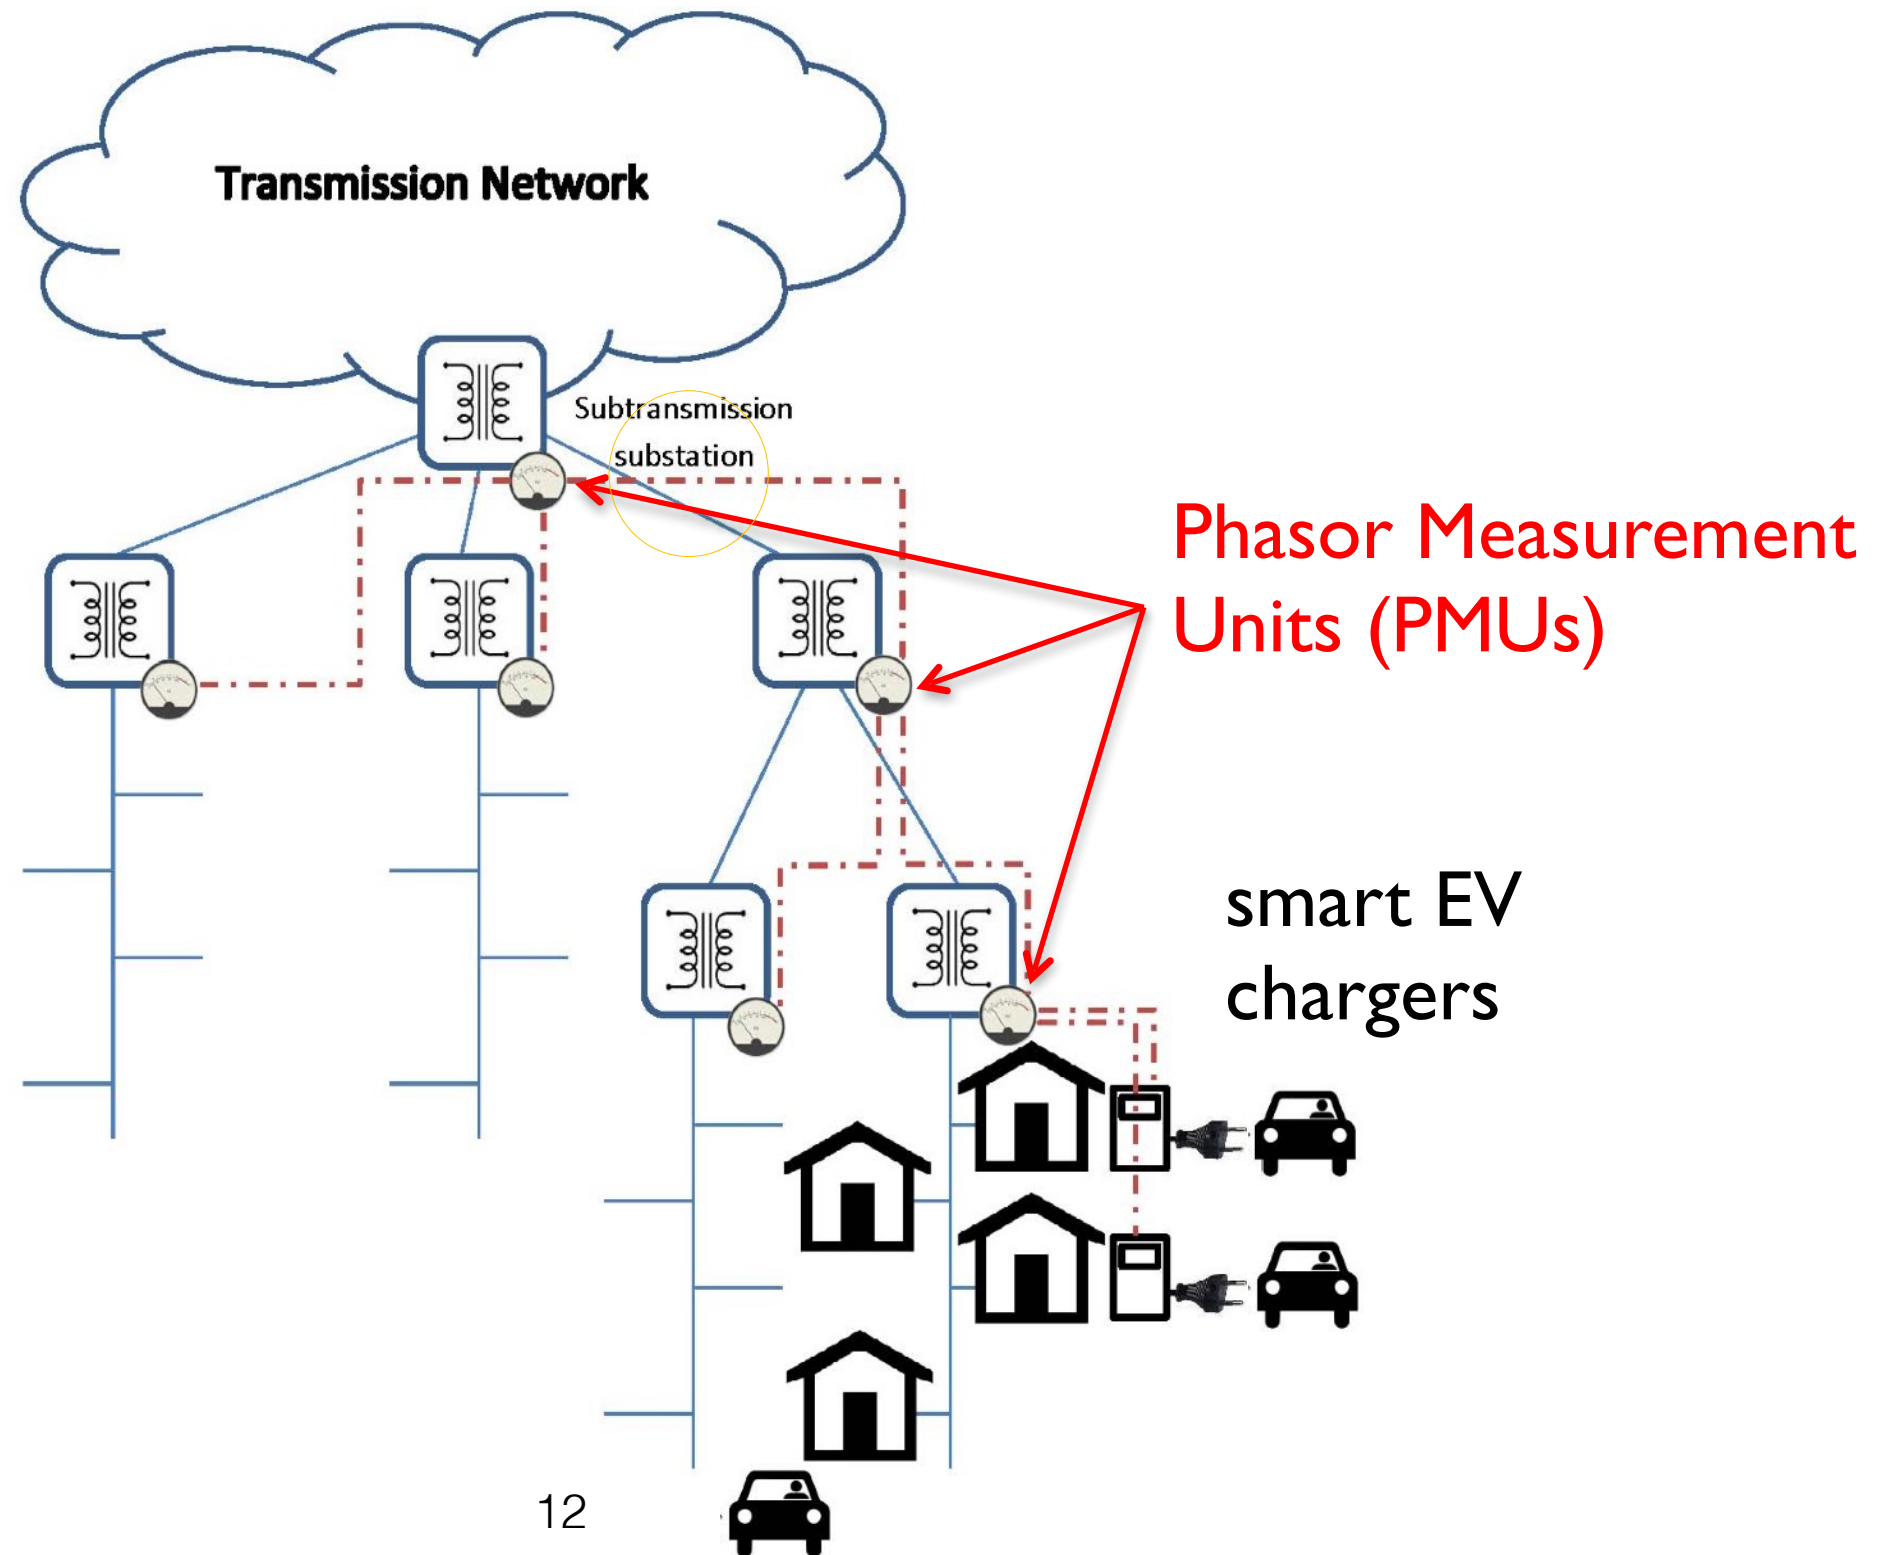 Transmission Network
Subtransmission
substation
Phasor Measurement
Units (PMUs)
smart EV
chargers
12